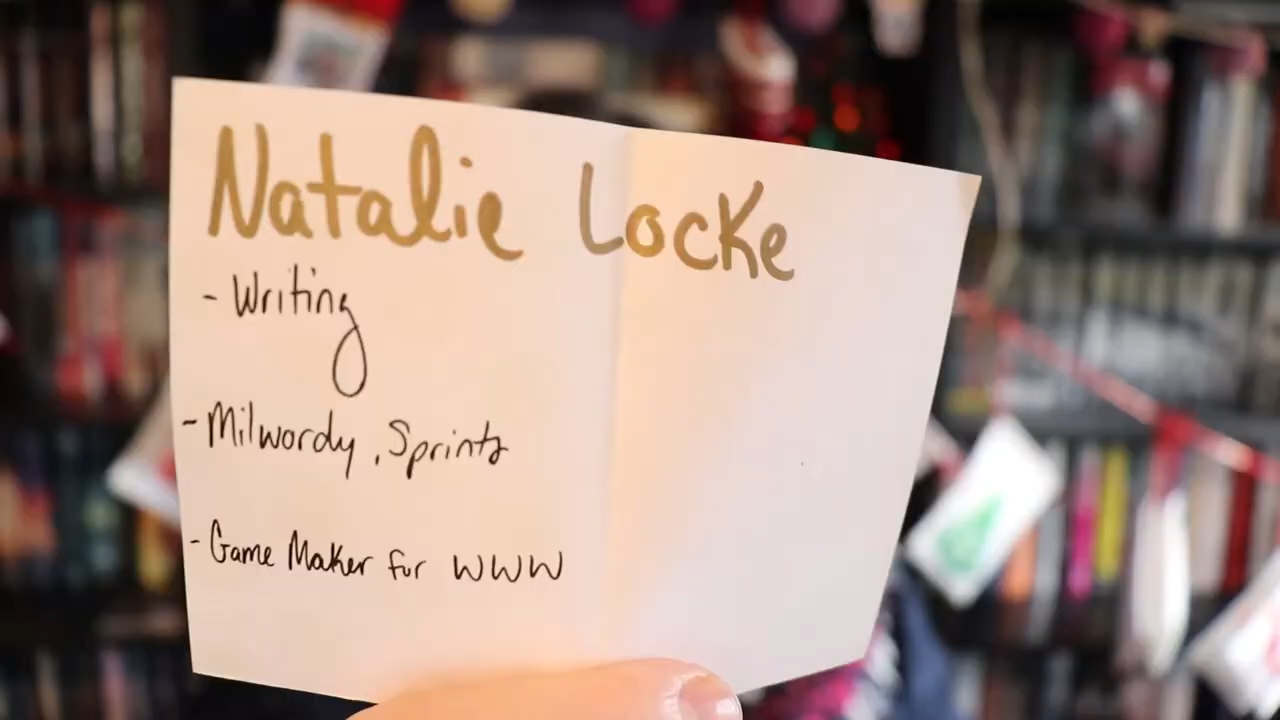 Natalie Locke
- Writing
- Milwordy, Sprints
- Game Maker for WWW